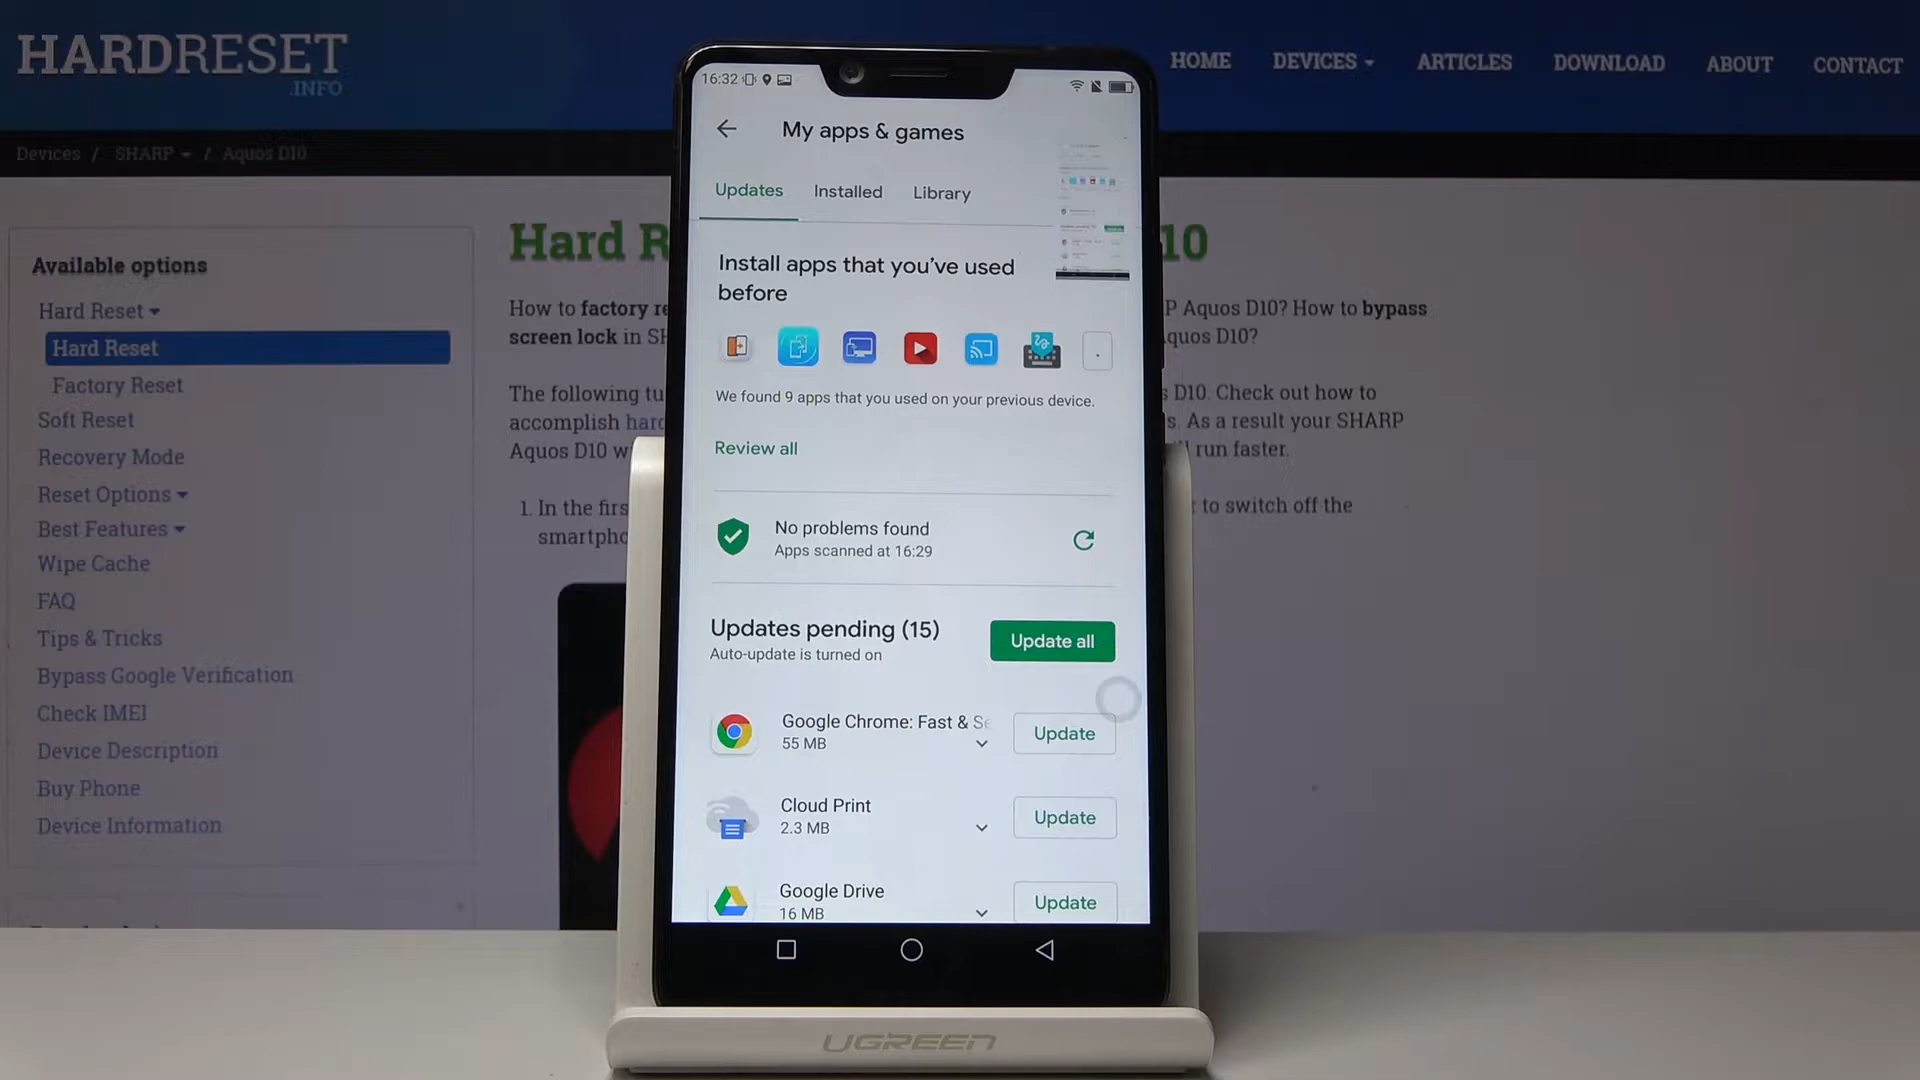 HARDRESET
.INFO
HOME
DEVICES
ARTICLES
DOWNLOAD
ABOUT
CONTACT
Devices / SHARP / Aquos D10
Available options
Hard Reset
Hard Reset
Factory Reset
Soft Reset
Recovery Mode
Reset Options
Best Features
Wipe Cache
FAQ
Tips & Tricks
Bypass Google Verification
Check IMEI
Device Description
Buy Phone
Device Information
Hard R
10
How to factory re
P Aquos D10? How to bypass
screen lock in SH
quos D10?
The following tu
s D10. Check out how to
accomplish hard
s. As a result your SHARP
Aquos D10 w
run faster.
1. In the firs
t to switch off the
smartpho
16:32
My apps & games
Updates
Installed
Library
Install apps that you've used
before
We found 9 apps that you used on your previous device.
Review all
No problems found
Apps scanned at 16:29
Updates pending (15)
Auto-update is turned on
Update all
Google Chrome: Fast & Se
55 MB
Update
Cloud Print
2.3 MB
Update
Google Drive
16 MB
Update
UGREEN